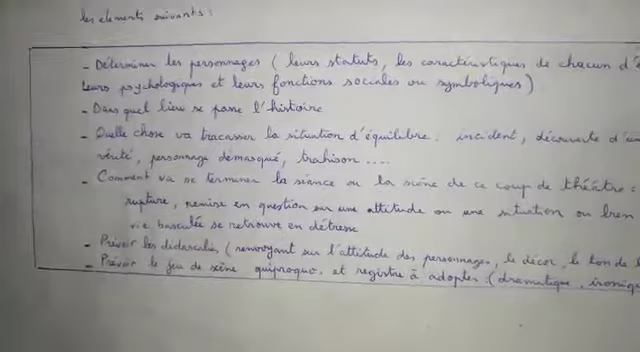 les elements suivants :
- Déterminer les personnages ( leurs statuts, les caractéristiques de chacun d'
leurs psychologiques et leurs fonctions sociales ou symboliques )
- Dans quel lieu se passe l'histoire
- Quelle chose va tracasser la situation d'équilibre : incident, découverte d'
vérité, personnage démasqué, trahison ....
- Comment va se terminer la séance ou la scène de ce coup de théâtre :
rupture, remise en question sur une attitude ou une situation ou bien
vie basculée se retrouve en détresse
- Prévoir les didascalies ( renvoyant sur l'attitude des personnages, le décor, le ton de
- Prévoir le jeu de scène quiproquo. et registre à adopter ( dramatique, ironique